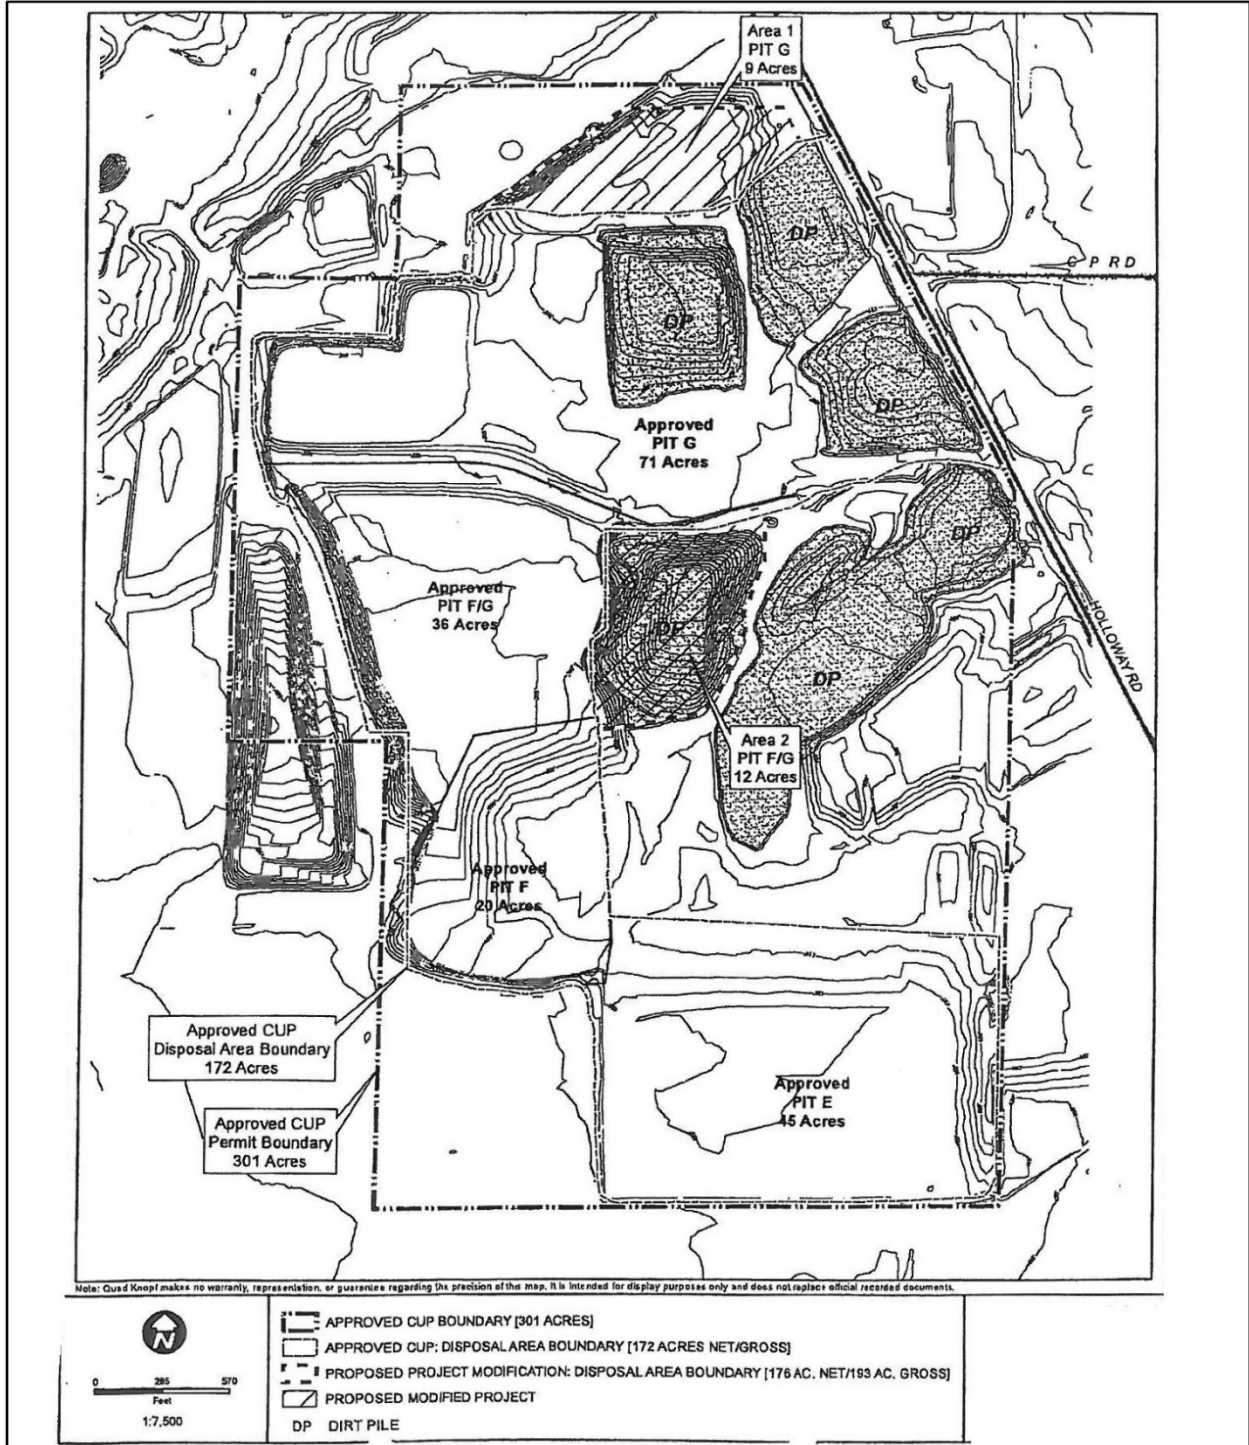 Area 1
PIT G
9 Acres
C P R D
DP
DP
DP
Approved
PIT G
71 Acres
DP
Approved
PIT F/G
36 Acres
DP
HOLLOWAY RD
DP
Area 2
PIT F/G
12 Acres
Approved
PIT F
20 Acres
Approved CUP
Disposal Area Boundary
172 Acres
Approved
PIT E
45 Acres
Approved CUP
Permit Boundary
301 Acres
Note: Quad Knopf makes no warranty, representation, or guarantee regarding the precision of this map. It is intended for display purposes only and does not replace official recorded documents.
N
0 285 570
Feet
1:7,500
APPROVED CUP BOUNDARY [301 ACRES]
APPROVED CUP: DISPOSAL AREA BOUNDARY [172 ACRES NET/GROSS]
PROPOSED PROJECT MODIFICATION: DISPOSAL AREA BOUNDARY [176 AC. NET/193 AC. GROSS]
PROPOSED MODIFIED PROJECT
DP DIRT PILE